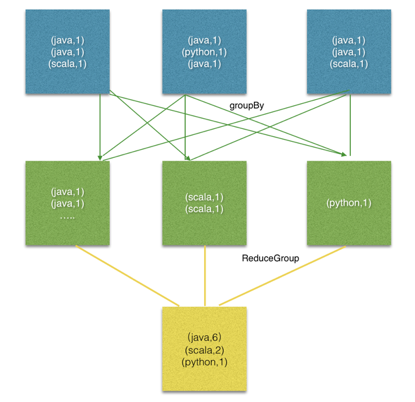 (java,1)
(java,1)
(scala,1)
(java,1)
(python,1)
(java,1)
(java,1)
(java,1)
(scala,1)
groupBy
(java,1)
(java,1)
.....
(scala,1)
(scala,1)
(python,1)
ReduceGroup
(java,6)
(scala,2)
(python,1)